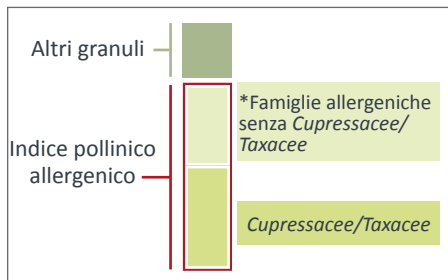 Altri granuli
*Famiglie allergeniche
senza Cupressacee/
Taxacee
Indice pollinico
allergenico
Cupressacee/Taxacee